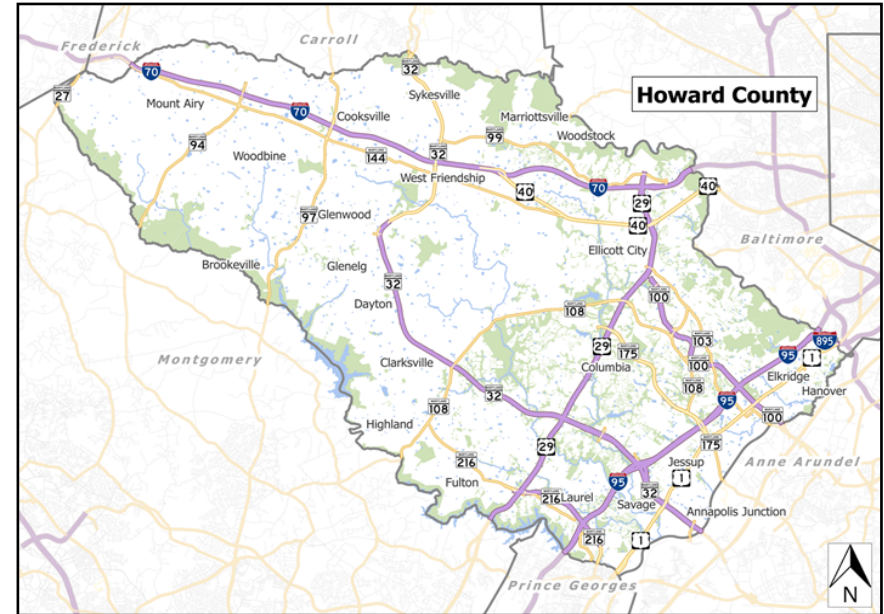 Frederick
Carroll
32
70
27
Mount Airy
70
Sykesville
Howard County
Cooksville
Marriottsville
94
99
Woodstock
Woodbine
144
32
West Friendship
40
70
40
29
97
Glenwood
40
Baltimore
Ellicott City
Brookeville
Glenelg
32
100
Dayton
108
29
175
103
895
Montgomery
95
1
Clarksville
Columbia
100
Elkridge
32
108
Hanover
108
95
100
Highland
29
175
216
Jessup
Anne Arundel
Fulton
95
1
216
Laurel
32
Savage
Annapolis Junction
216
1
Prince Georges
N